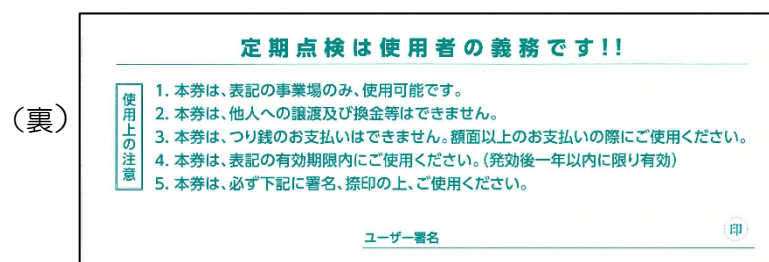 (裏)
定期点検は使用者の義務です!!
使用上の注意
1. 本券は、表記の事業場のみ、使用可能です。
2. 本券は、他人への譲渡及び換金等はできません。
3. 本券は、つり銭のお支払いはできません。額面以上のお支払いの際にご使用ください。
4. 本券は、表記の有効期限内にご使用ください。(発効後一年以内に限り有効)
5. 本券は、必ず下記に署名、捺印の上、ご使用ください。
ユーザー署名
印